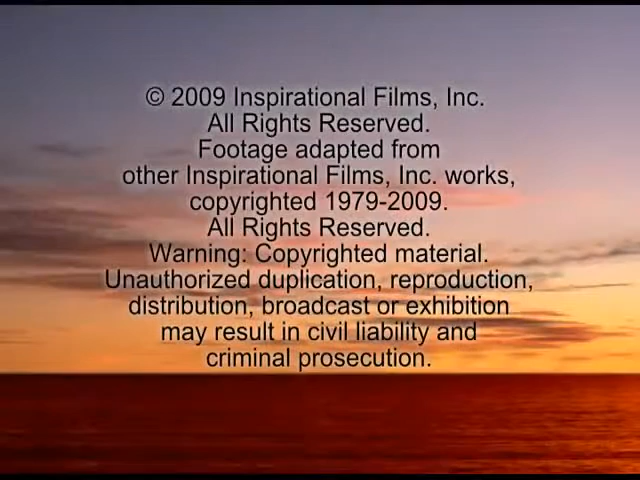 © 2009 Inspirational Films, Inc.
All Rights Reserved.
Footage adapted from
other Inspirational Films, Inc. works,
copyrighted 1979-2009.
All Rights Reserved.
Warning: Copyrighted material.
Unauthorized duplication, reproduction,
distribution, broadcast or exhibition
may result in civil liability and
criminal prosecution.